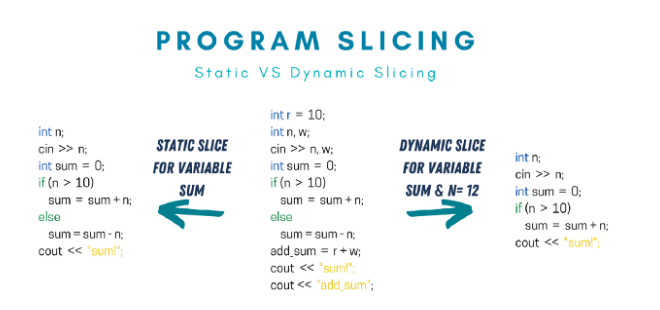 PROGRAM SLICING
Static VS Dynamic Slicing
int n;
cin >> n;
int sum = 0;
if (n > 10)
sum = sum + n;
else
sum = sum - n;
cout << "sum!";
STATIC SLICE
FOR VARIABLE
SUM
int r = 10;
int n, w;
cin >> n, w;
int sum = 0;
if (n > 10)
sum = sum + n;
else
sum = sum - n;
add_sum = r + w;
cout << "sum!";
cout << "add_sum";
DYNAMIC SLICE
FOR VARIABLE
SUM & N= 12
int n;
cin >> n;
int sum = 0;
if (n > 10)
sum = sum + n;
cout << "sum!";